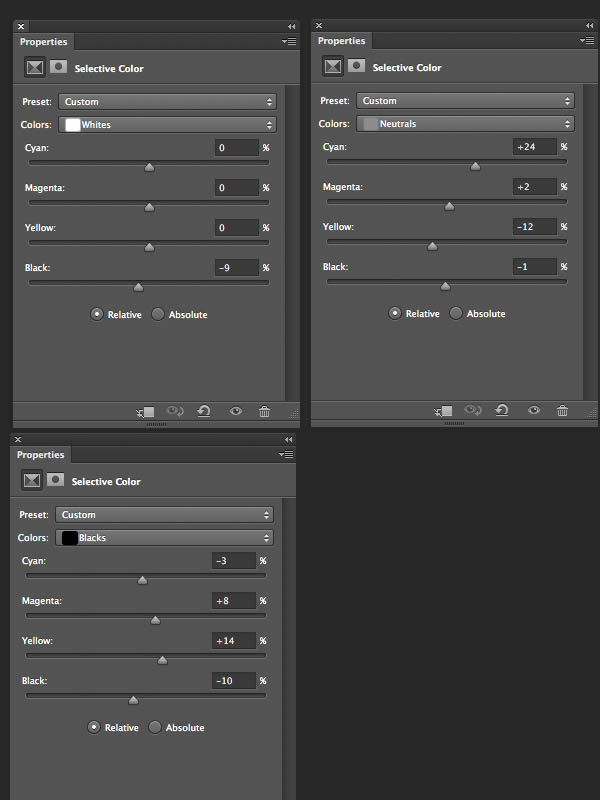 Properties
Selective Color
Preset: Custom
Colors: Whites
Cyan: 0 %
Magenta: 0 %
Yellow: 0 %
Black: -9 %
Relative Absolute
Properties
Selective Color
Preset: Custom
Colors: Neutrals
Cyan: +24 %
Magenta: +2 %
Yellow: -12 %
Black: -1 %
Relative Absolute
Properties
Selective Color
Preset: Custom
Colors: Blacks
Cyan: -3 %
Magenta: +8 %
Yellow: +14 %
Black: -10 %
Relative Absolute